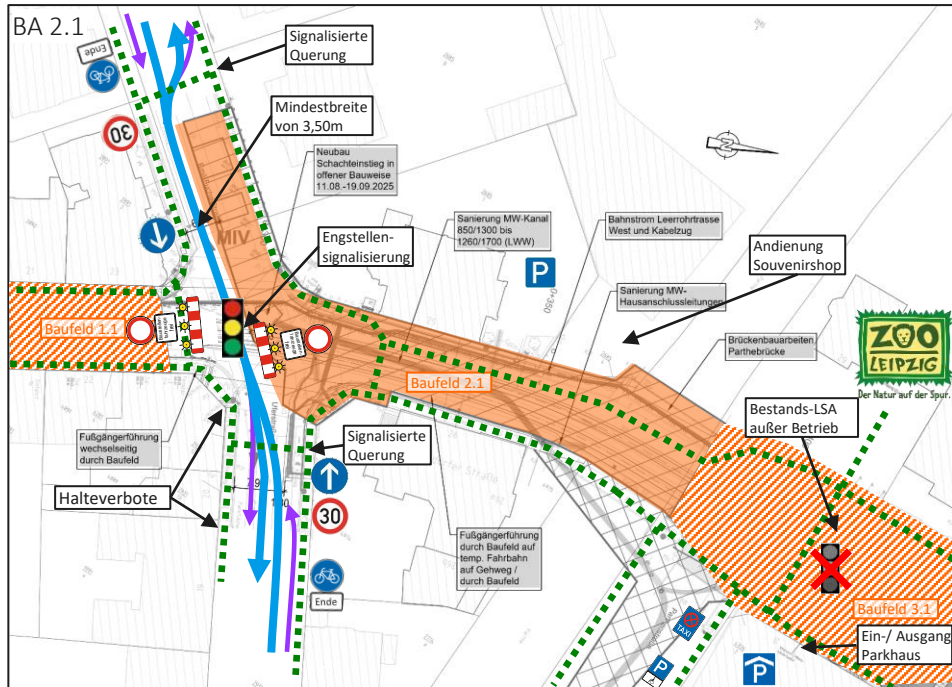 BA 2.1
Signalisierte
Querung
Ende
30
Mindestbreite
von 3,50m
Neubau
Schachteinstieg in
offener Bauweise
11.08.-19.09.2025
MIV
Engstellen-
signalisierung
Sanierung MW-Kanal
850/1300 bis
1260/1700 (LWW)
Bahnstrom Leerrohrtrasse
West und Kabelzug
Andienung
Souvenirshop
P
0+350
Sanierung MW-
Hausanschlussleitungen
Brückenbauarbeiten
Parthebrücke
ZOO
LEIPZIG
Der Natur auf der Spur.
Baufeld 1.1
Baufeld 2.1
Bestands-LSA
außer Betrieb
Fußgängerführung
wechselseitig
durch Baufeld
Signalisierte
Querung
Halteverbote
30
Ende
Fußgängerführung
durch Baufeld auf
temp. Fahrbahn
auf Gehweg /
durch Baufeld
TAXI
P
P
Baufeld 3.1
Ein-/ Ausgang
Parkhaus